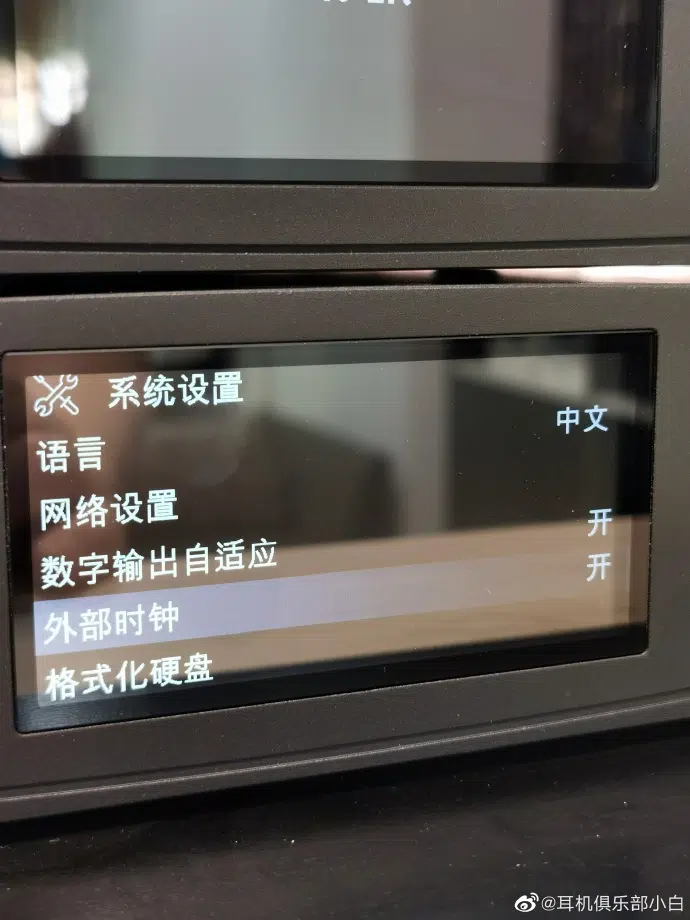 系统设置
语言 中文
网络设置
数字输出自适应 开
外部时钟 开
格式化硬盘
@耳机俱乐部小白